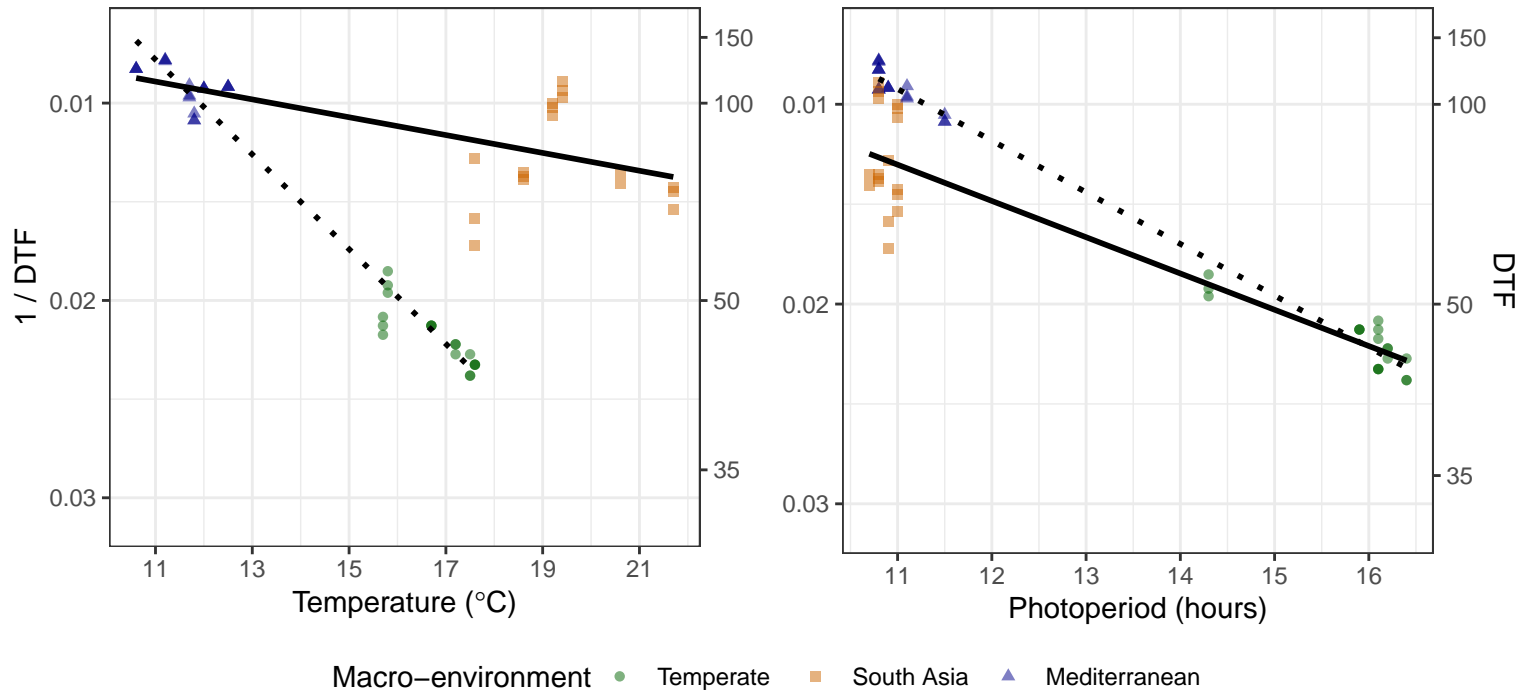 1 / DTF
0.01
0.02
0.03
150
100
50
35
11 13 15 17 19 21
Temperature (°C)
0.01
0.02
0.03
150
100
50
35
DTF
11 12 13 14 15 16
Photoperiod (hours)
Macro−environment Temperate South Asia Mediterranean